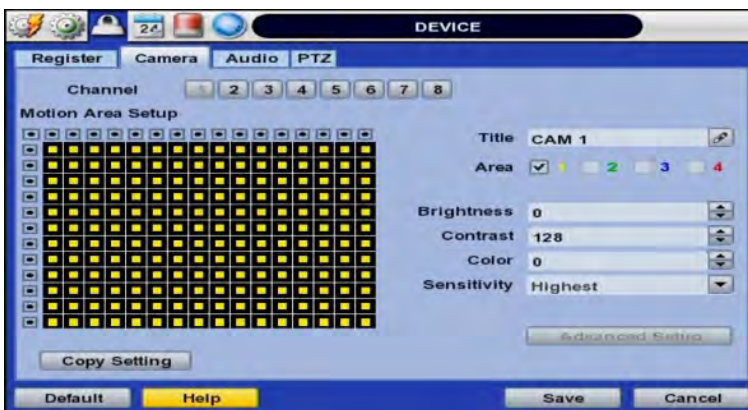 24
DEVICE
Register Camera Audio PTZ
Channel 1 2 3 4 5 6 7 8
Motion Area Setup
Title CAM 1
Area 1 2 3 4
Brightness 0
Contrast 128
Color 0
Sensitivity Highest
Advanced Setup
Copy Setting
Default Help Save Cancel